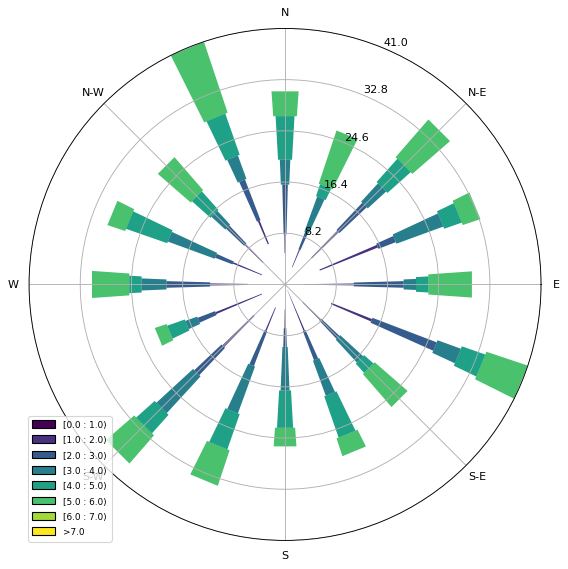 N
41.0
N-W
32.8
N-E
24.6
16.4
8.2
W
E
[0.0 : 1.0)
[1.0 : 2.0)
[2.0 : 3.0)
[3.0 : 4.0)
[4.0 : 5.0)
[5.0 : 6.0)
[6.0 : 7.0)
>7.0
S-W
S-E
S